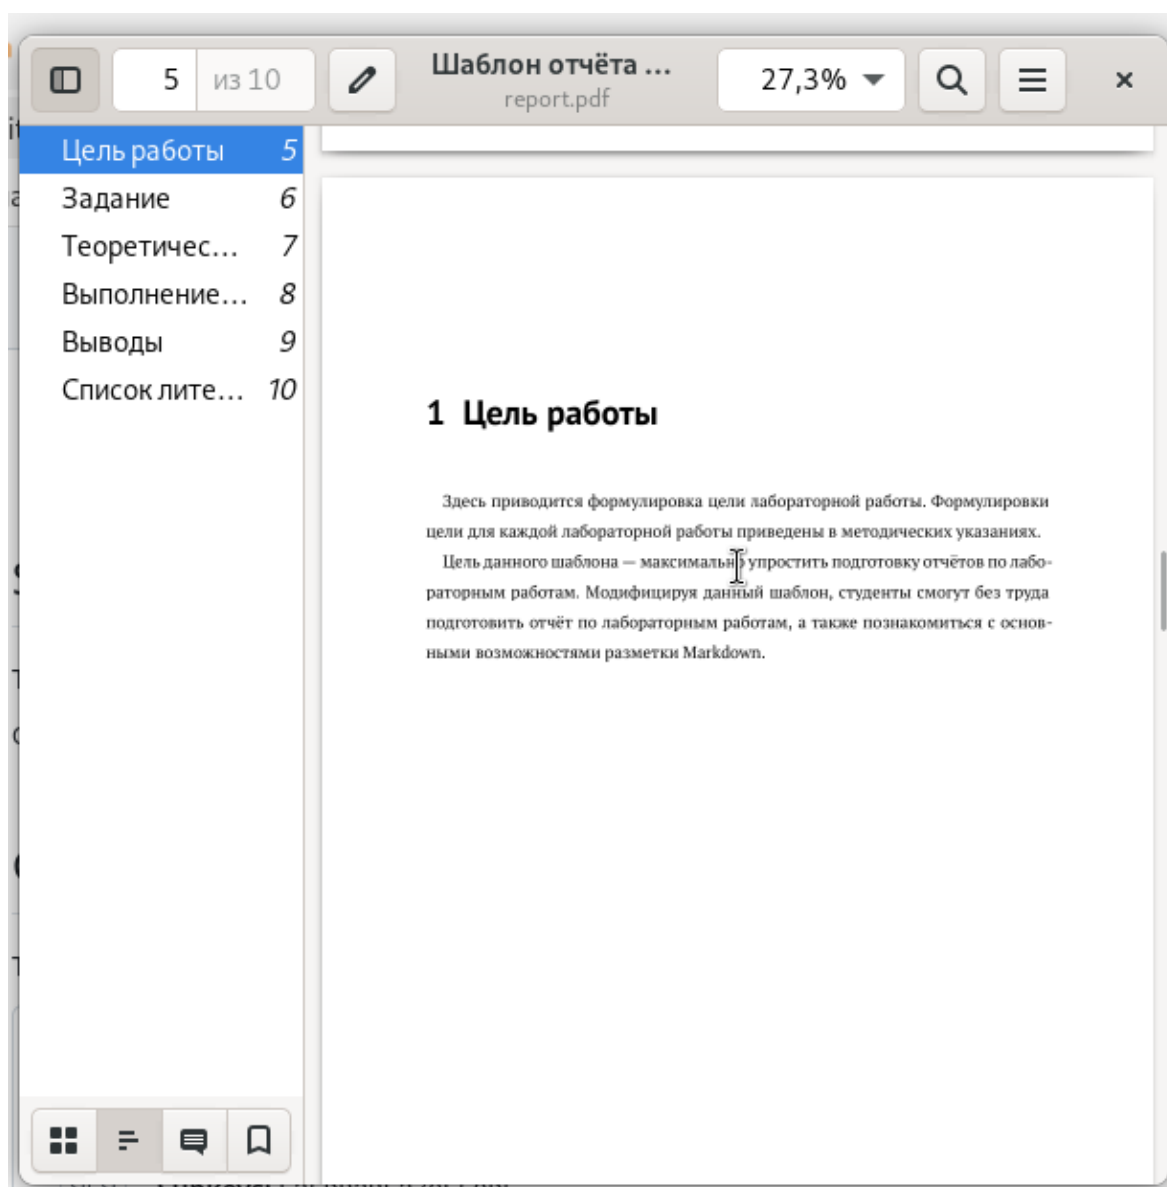 5 из 10
Шаблон отчёта ...
report.pdf
27,3%
Цель работы 5
Задание 6
Теоретичес... 7
Выполнение... 8
Выводы 9
Список лите... 10
1 Цель работы
Здесь приводится формулировка цели лабораторной работы. Формулировки
цели для каждой лабораторной работы приведены в методических указаниях.
Цель данного шаблона — максимально упростить подготовку отчётов по лабо-
раторным работам. Модифицируя данный шаблон, студенты смогут без труда
подготовить отчёт по лабораторным работам, а также познакомиться с основ-
ными возможностями разметки Markdown.